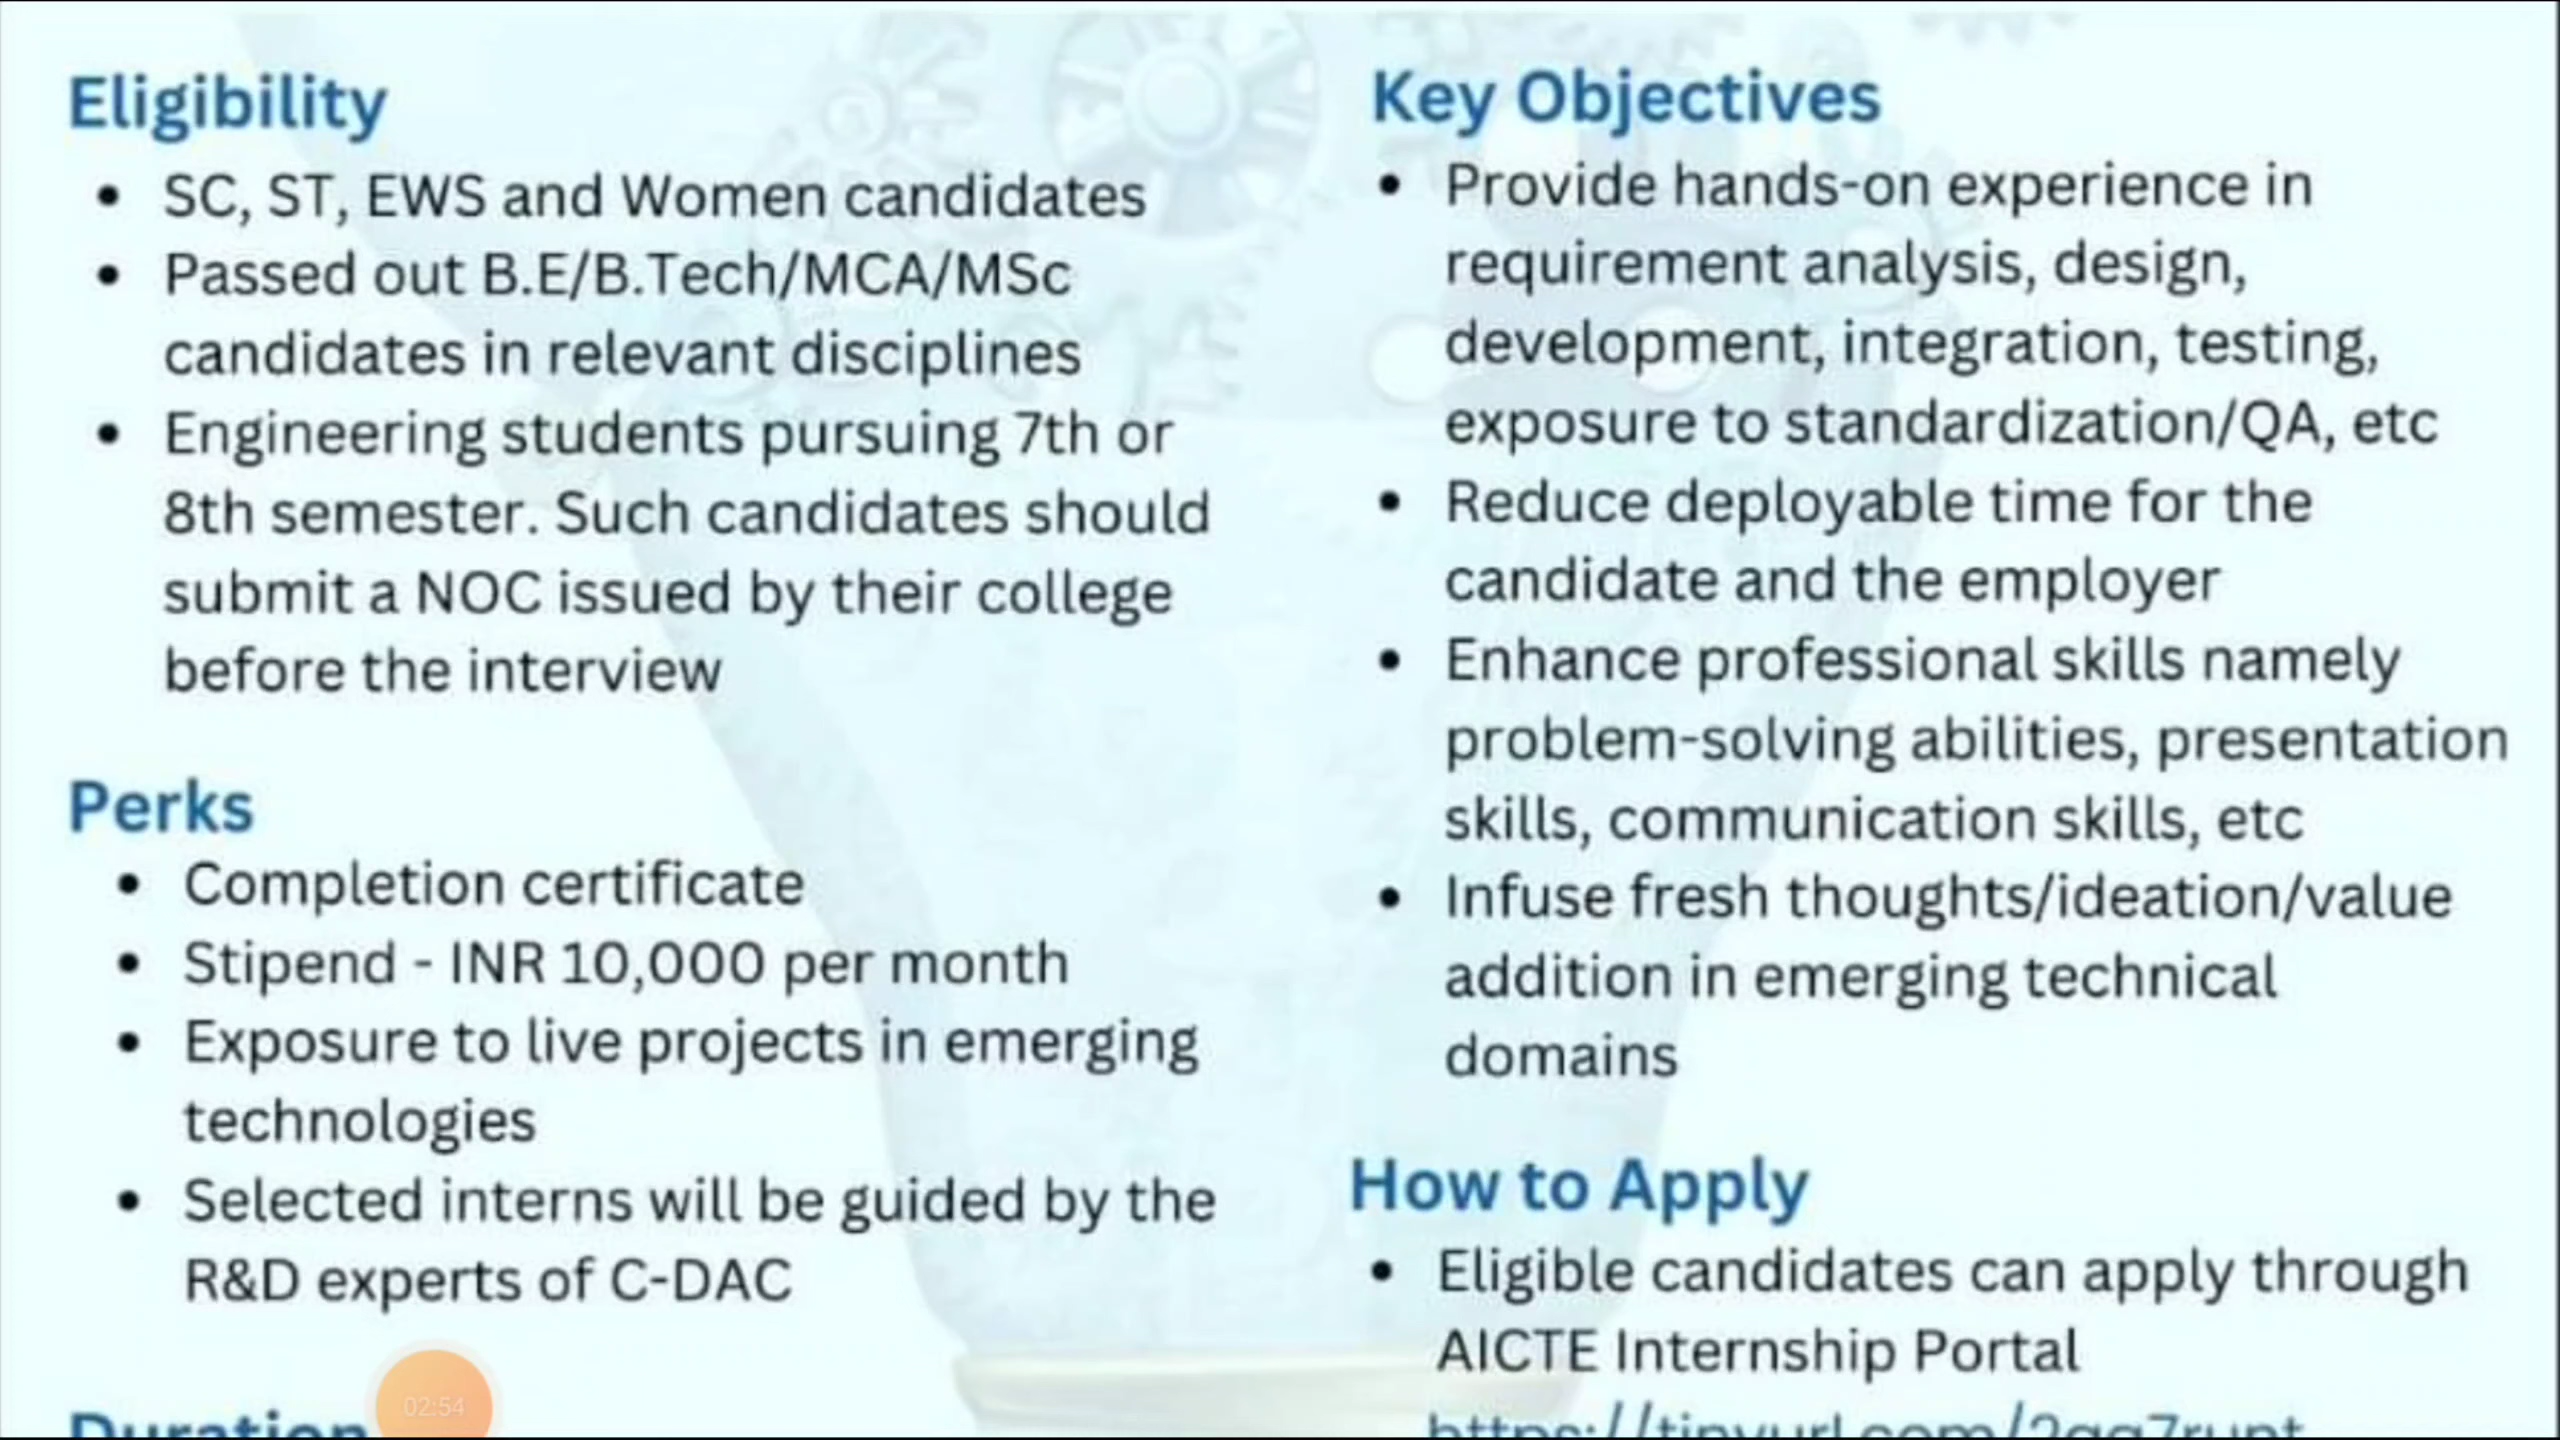 Eligibility
SC, ST, EWS and Women candidates
Passed out B.E/B.Tech/MCA/MSc
candidates in relevant disciplines
Engineering students pursuing 7th or
8th semester. Such candidates should
submit a NOC issued by their college
before the interview
Perks
Completion certificate
Stipend - INR 10,000 per month
Exposure to live projects in emerging
technologies
Selected interns will be guided by the
R&D experts of C-DAC
Duration
02:54
Key Objectives
Provide hands-on experience in
requirement analysis, design,
development, integration, testing,
exposure to standardization/QA, etc
Reduce deployable time for the
candidate and the employer
Enhance professional skills namely
problem-solving abilities, presentation
skills, communication skills, etc
Infuse fresh thoughts/ideation/value
addition in emerging technical
domains
How to Apply
Eligible candidates can apply through
AICTE Internship Portal